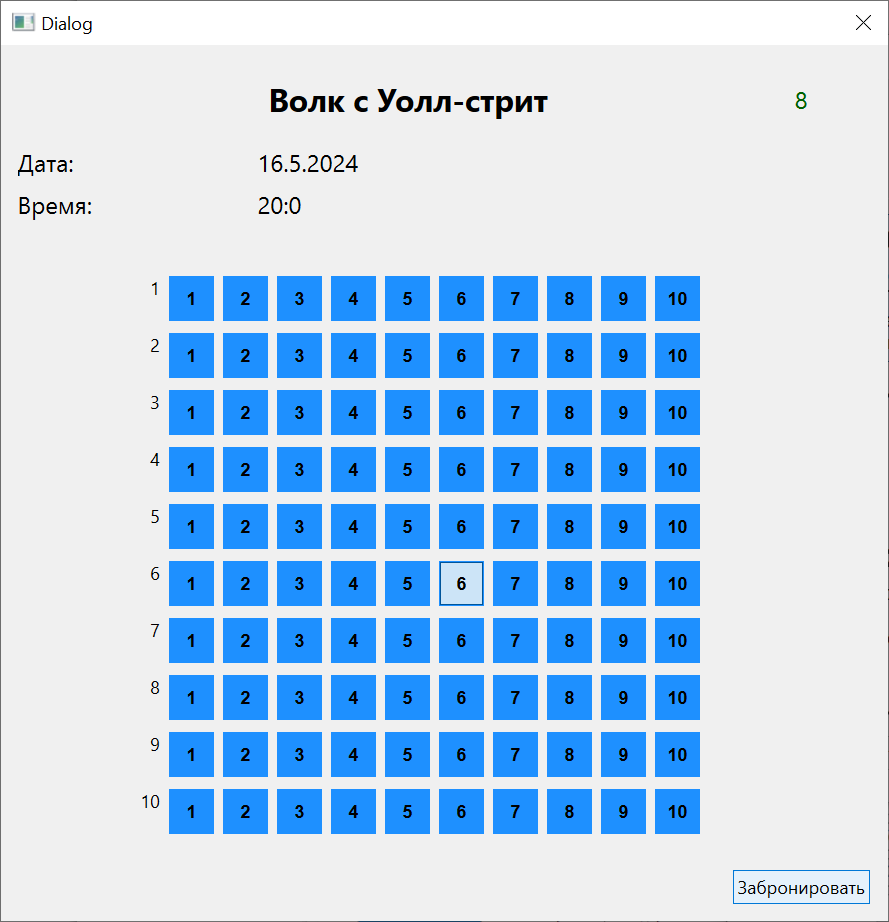 Dialog
Волк с Уолл-стрит 8
Дата: 16.5.2024
Время: 20:0
1 1 2 3 4 5 6 7 8 9 10
2 1 2 3 4 5 6 7 8 9 10
3 1 2 3 4 5 6 7 8 9 10
4 1 2 3 4 5 6 7 8 9 10
5 1 2 3 4 5 6 7 8 9 10
6 1 2 3 4 5 6 7 8 9 10
7 1 2 3 4 5 6 7 8 9 10
8 1 2 3 4 5 6 7 8 9 10
9 1 2 3 4 5 6 7 8 9 10
10 1 2 3 4 5 6 7 8 9 10
Забронировать